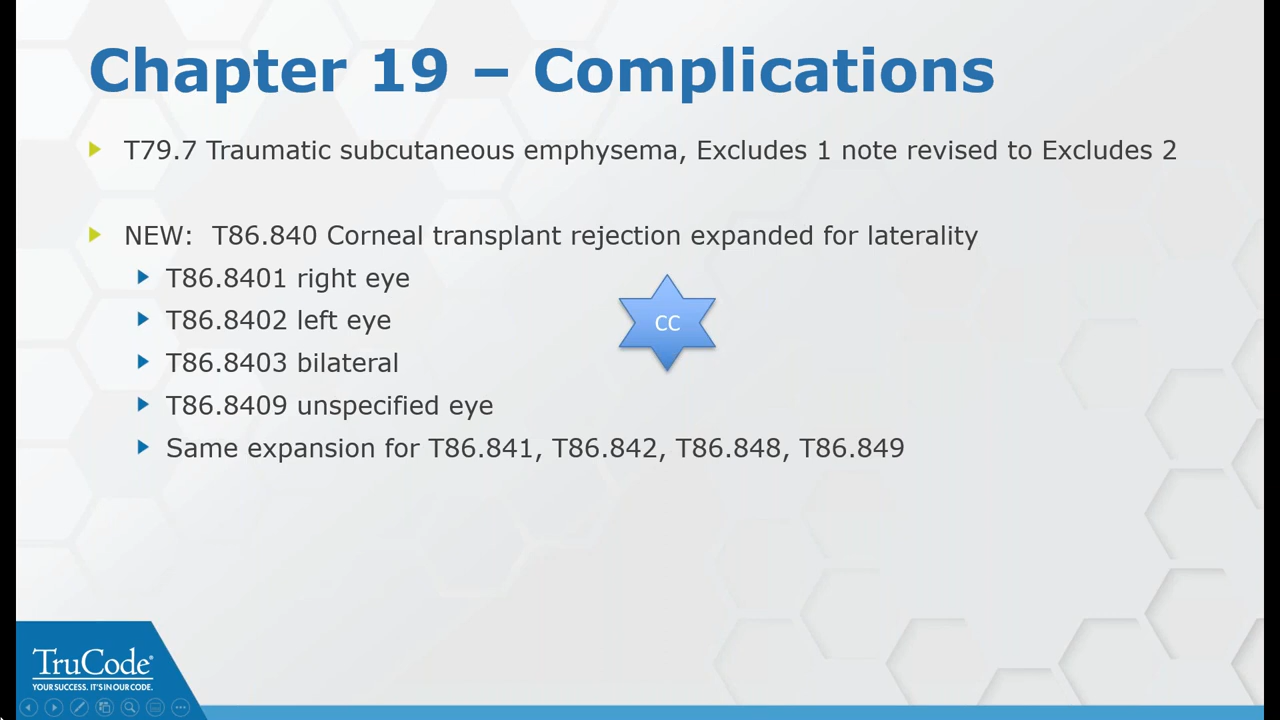 Chapter 19 – Complications
T79.7 Traumatic subcutaneous emphysema, Excludes 1 note revised to Excludes 2
NEW:  T86.840 Corneal transplant rejection expanded for laterality
T86.8401 right eye
T86.8402 left eye
CC
T86.8403 bilateral
T86.8409 unspecified eye
Same expansion for T86.841, T86.842, T86.848, T86.849
TruCode®
YOUR SUCCESS. IT'S IN OUR CODE.